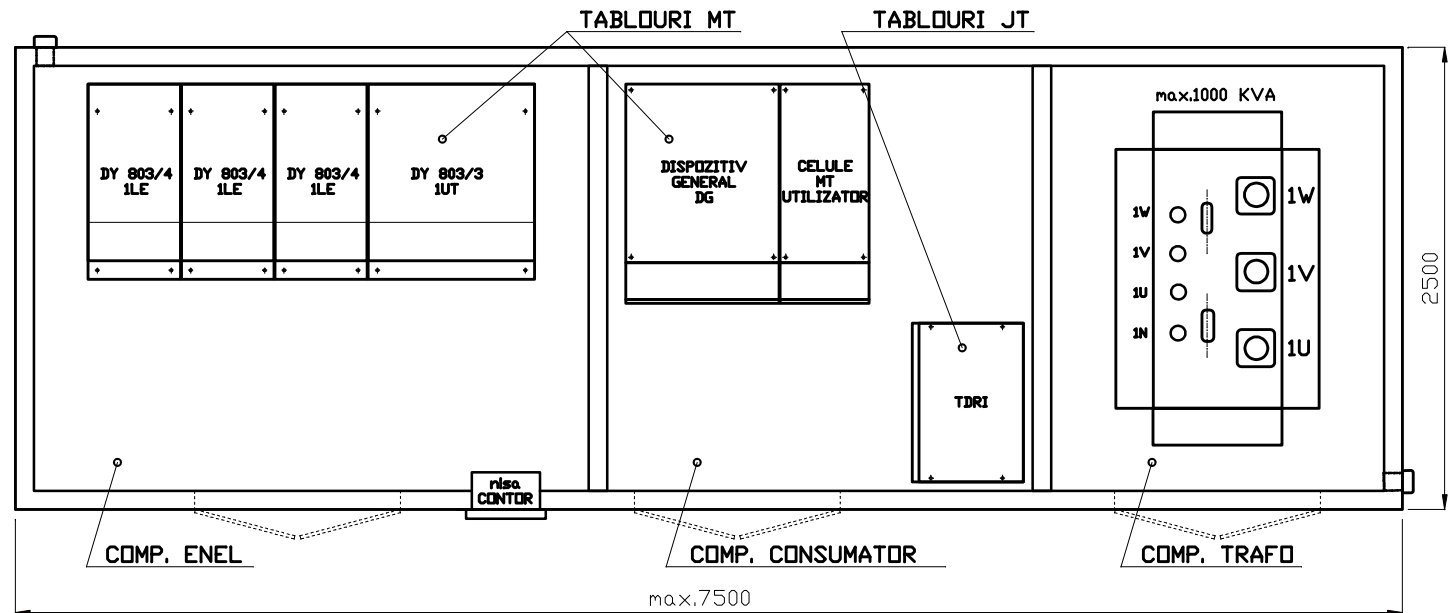 TABLOURI MT
TABLOURI JT
max.1000 KVA
DY 803/4
1LE
DY 803/4
1LE
DY 803/4
1LE
DY 803/3
1UT
DISPOZITIV
GENERAL
DG
CELULE
MT
UTILIZATOR
1W
1V
1U
1N
1W
1V
1U
2500
TDRI
nisa
CONTOR
COMP. ENEL
COMP. CONSUMATOR
COMP. TRAFO
max.7500